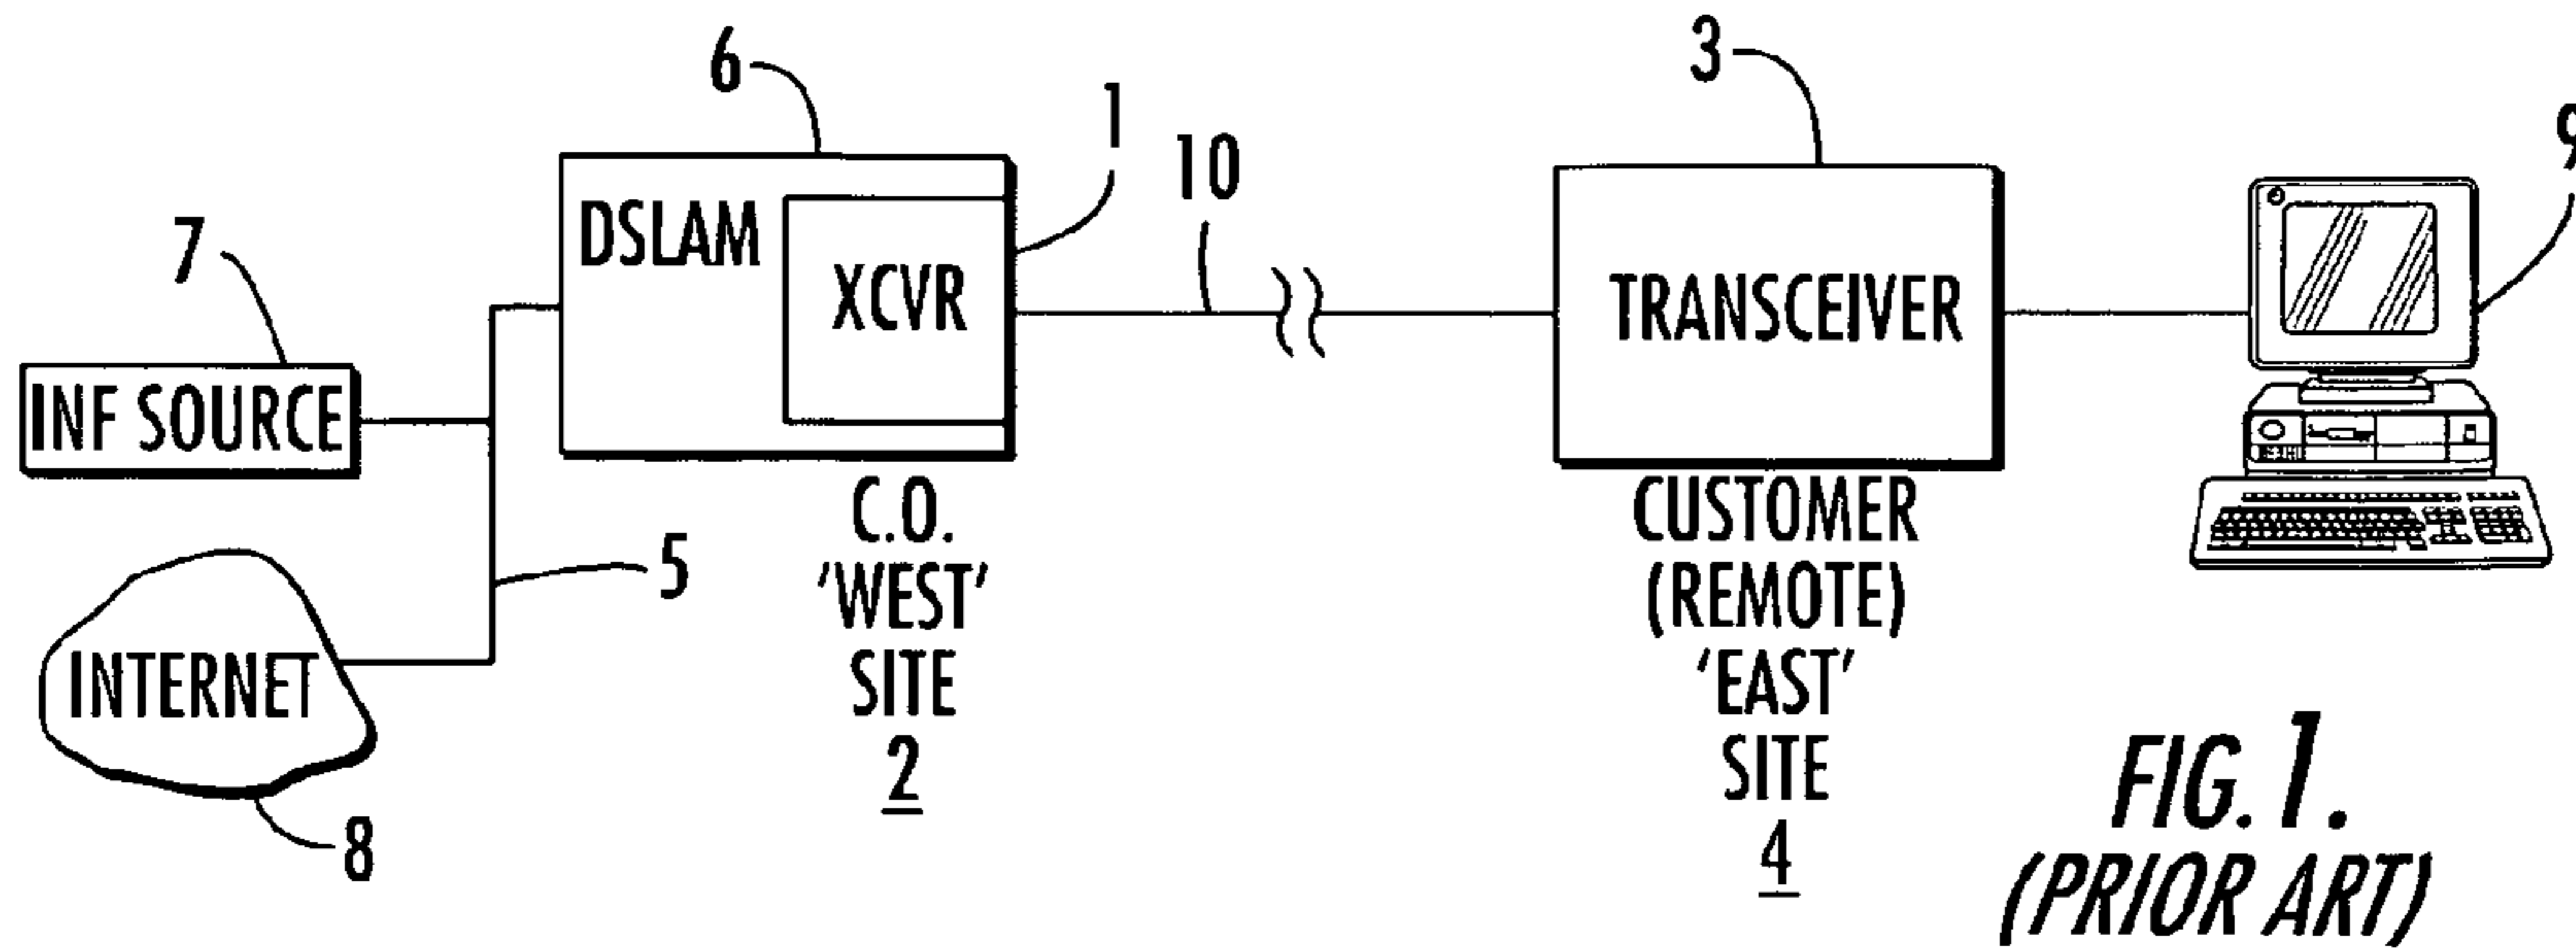 6
1
10
3
9
7
DSLAM
XCVR
TRANSCEIVER
INF SOURCE
5
INTERNET
8
C.O.
'WEST'
SITE
2
CUSTOMER
(REMOTE)
'EAST'
SITE
4
FIG. 1.
(PRIOR ART)